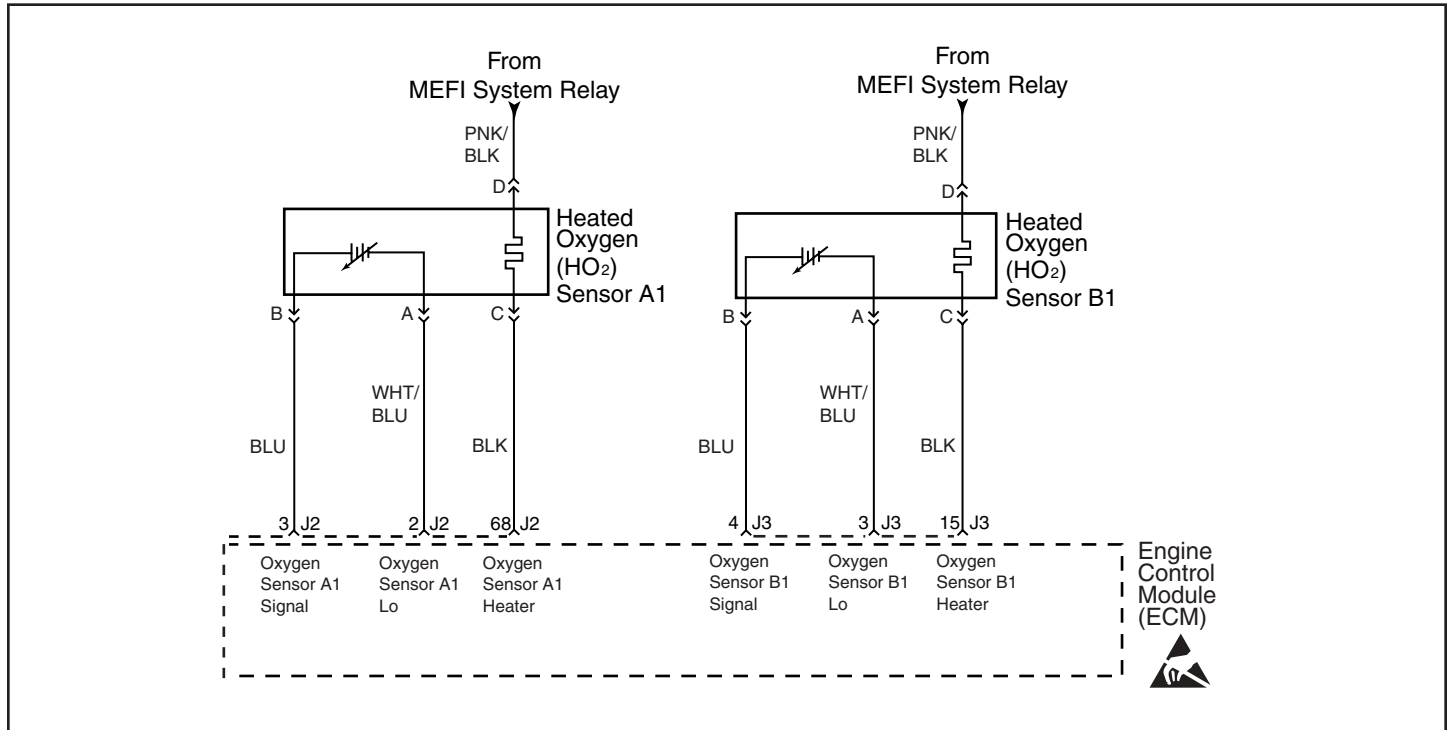 From
MEFI System Relay
From
MEFI System Relay
PNK/
BLK
PNK/
BLK
D
D
Heated
Oxygen
(HO2)
Sensor A1
Heated
Oxygen
(HO2)
Sensor B1
B
A
C
B
A
C
WHT/
BLU
WHT/
BLU
BLU
BLK
BLU
BLK
3 J2
2 J2
68 J2
4 J3
3 J3
15 J3
Oxygen
Sensor A1
Signal
Oxygen
Sensor A1
Lo
Oxygen
Sensor A1
Heater
Oxygen
Sensor B1
Signal
Oxygen
Sensor B1
Lo
Oxygen
Sensor B1
Heater
Engine
Control
Module
(ECM)